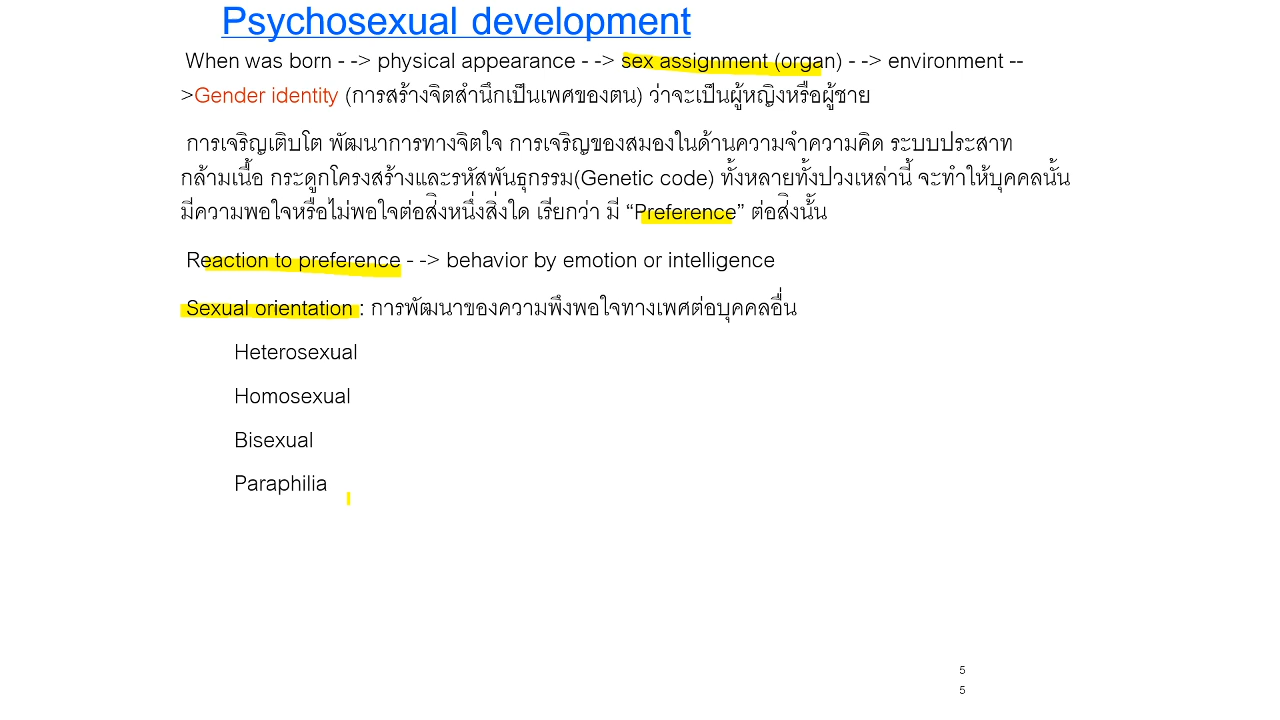 Psychosexual development
When was born - -> physical appearance - -> sex assignment (organ) - -> environment --
>Gender identity (การสร้างจิตสำนึกเป็นเพศของตน) ว่าจะเป็นผู้หญิงหรือผู้ชาย
การเจริญเติบโต พัฒนาการทางจิตใจ การเจริญของสมองในด้านความจำความคิด ระบบประสาท
กล้ามเนื้อ กระดูกโครงสร้างและรหัสพันธุกรรม(Genetic code) ทั้งหลายทั้งปวงเหล่านี้ จะทำให้บุคคลนั้น
มีความพอใจหรือไม่พอใจต่อสิ่งหนึ่งสิ่งใด เรียกว่า มี “Preference” ต่อสิ่งนั้น
Reaction to preference - -> behavior by emotion or intelligence
Sexual orientation : การพัฒนาของความพึงพอใจทางเพศต่อบุคคลอื่น
Heterosexual
Homosexual
Bisexual
Paraphilia
5
5